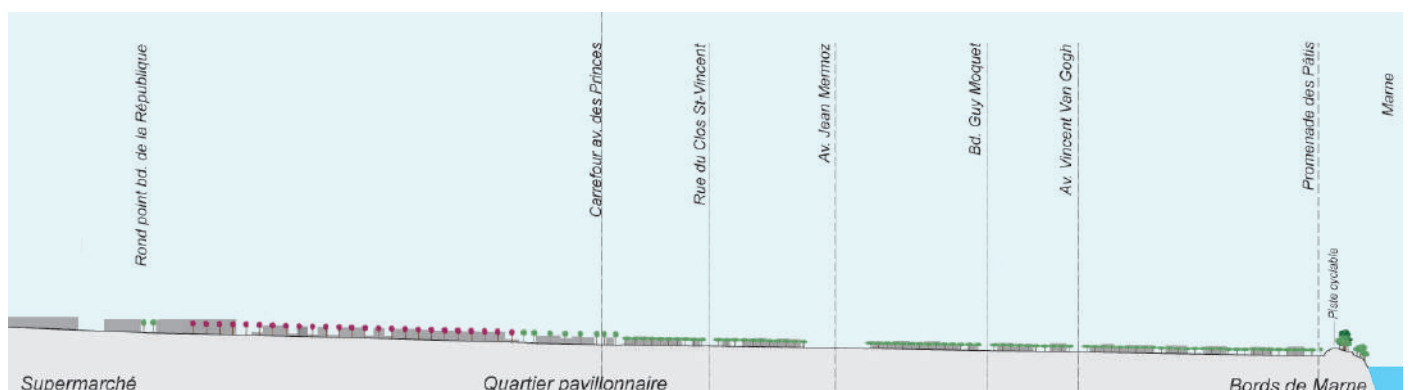 Rond point bd. de la République
Carrefour av. des Princes
Rue du Clos St-Vincent
Av. Jean Mermoz
Bd. Guy Moquet
Av. Vincent Van Gogh
Promenade des Pâtis
Piste cyclable
Marne
Supermarché
Quartier pavillonnaire
Bords de Marne